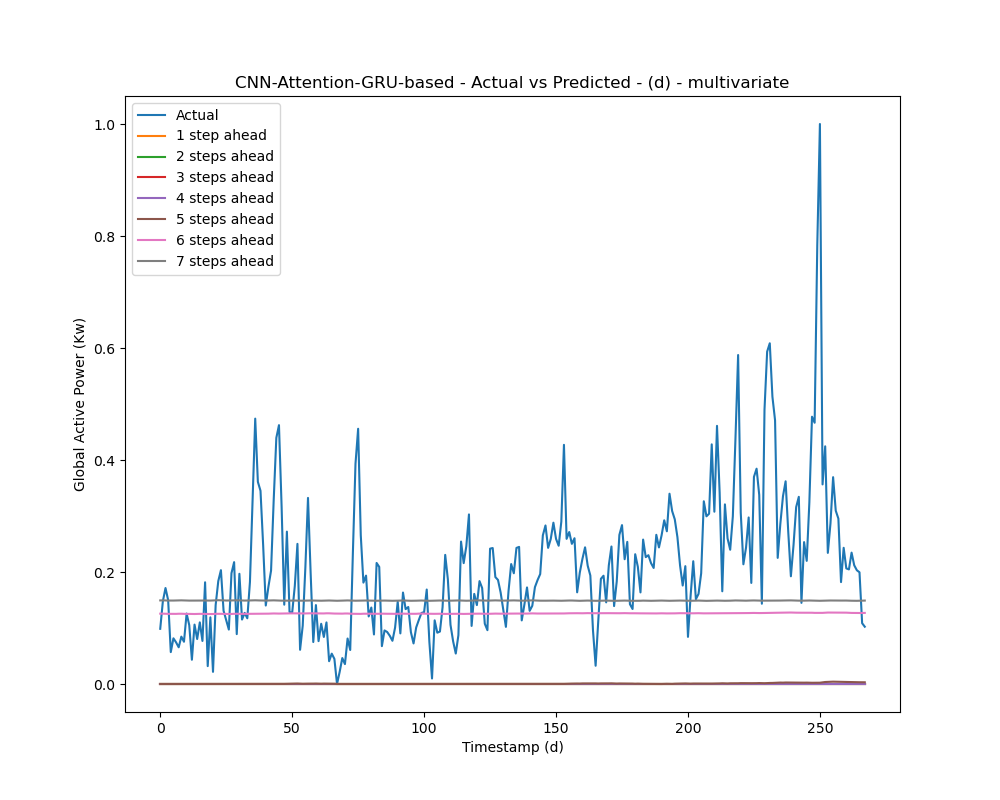 CNN-Attention-GRU-based - Actual vs Predicted - (d) - multivariate
Actual
1 step ahead
2 steps ahead
3 steps ahead
4 steps ahead
5 steps ahead
6 steps ahead
7 steps ahead
1.0
0.8
0.6
0.4
0.2
0.0
Global Active Power (Kw)
0
50
100
150
200
250
Timestamp (d)